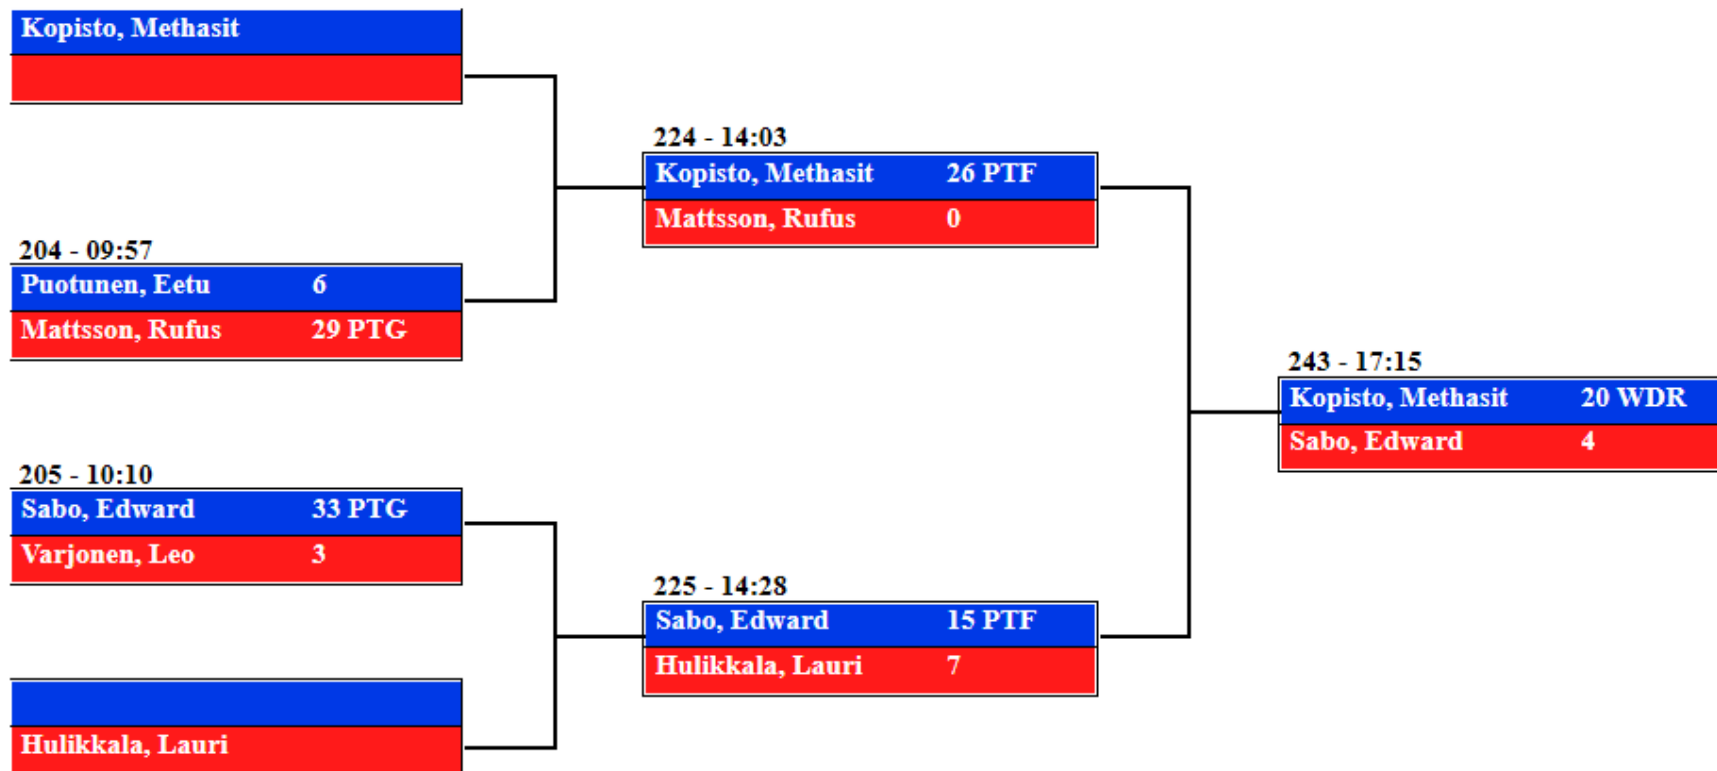 Kopisto, Methasit
204 - 09:57
Puotunen, Eetu 6
Mattsson, Rufus 29 PTG
205 - 10:10
Sabo, Edward 33 PTG
Varjonen, Leo 3
Hulikkala, Lauri
224 - 14:03
Kopisto, Methasit 26 PTF
Mattsson, Rufus 0
225 - 14:28
Sabo, Edward 15 PTF
Hulikkala, Lauri 7
243 - 17:15
Kopisto, Methasit 20 WDR
Sabo, Edward 4